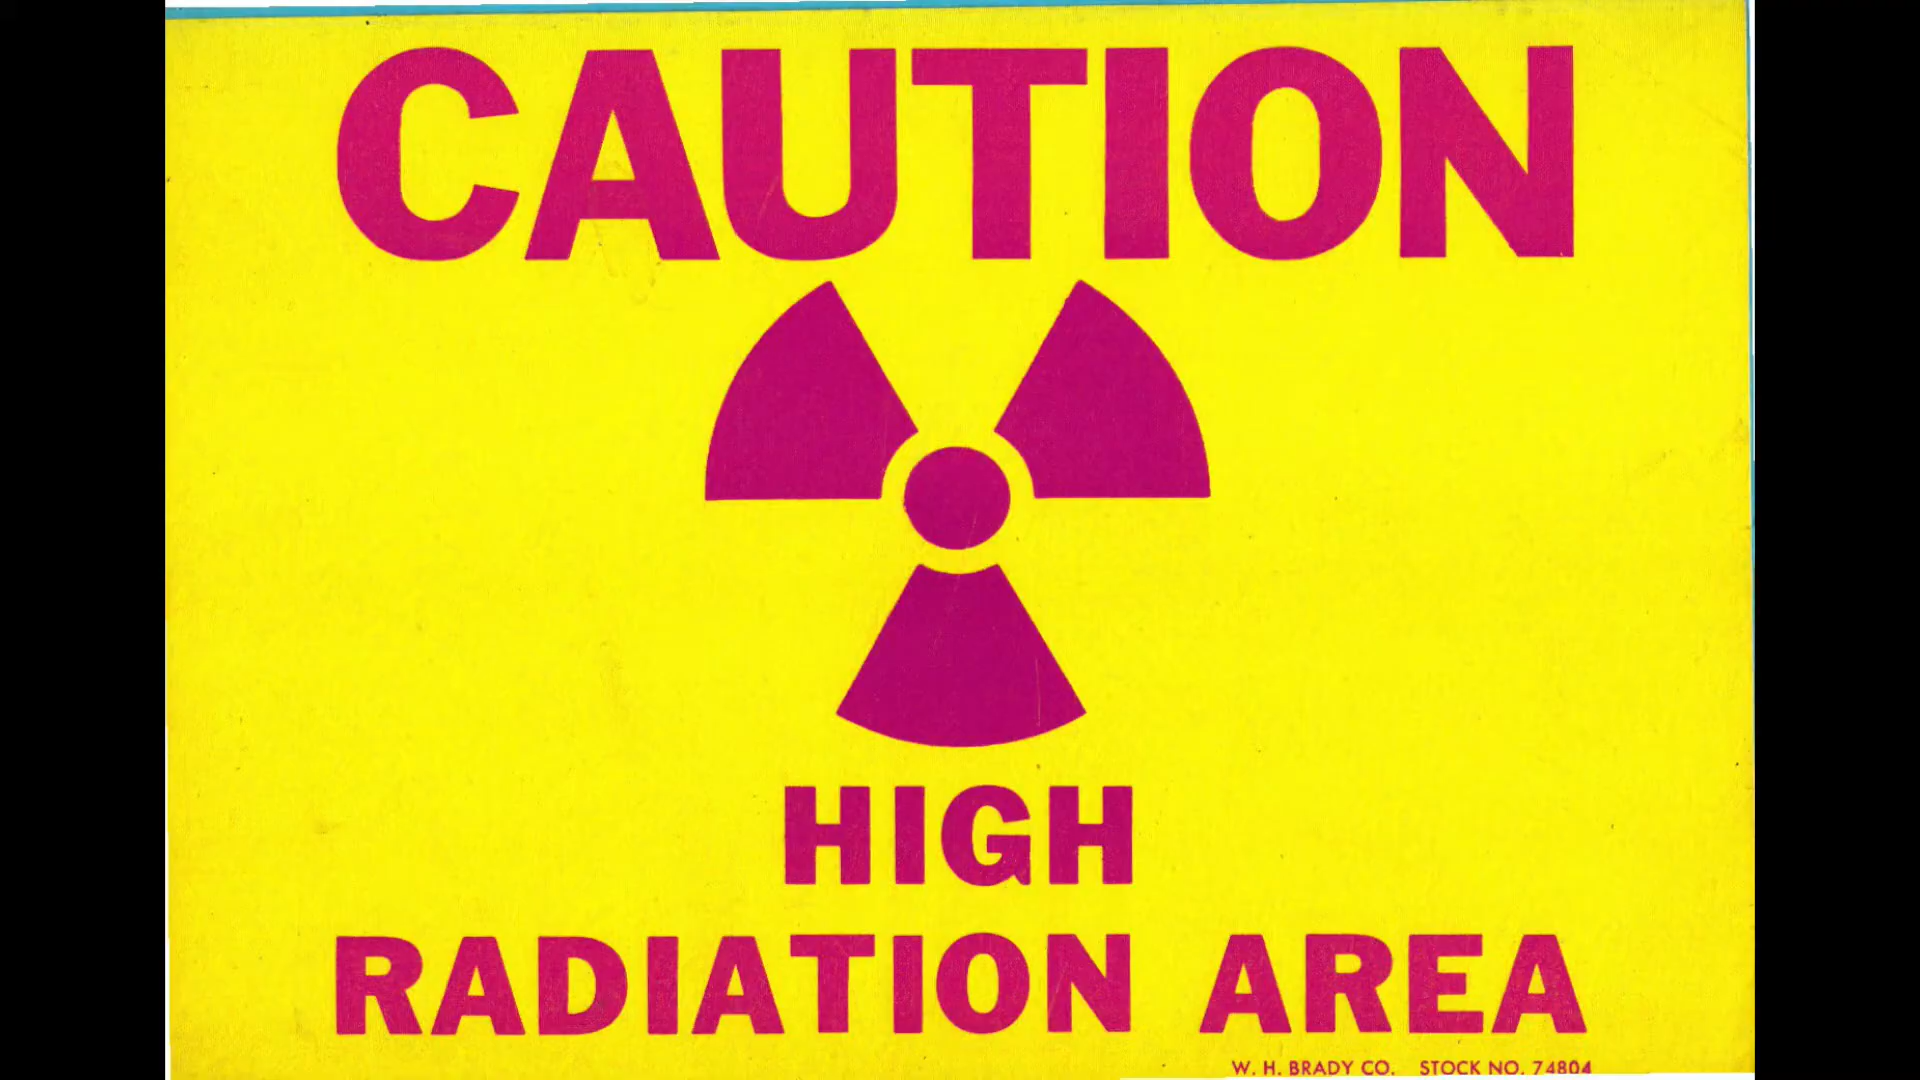 CAUTION
HIGH
RADIATION AREA
W. H. BRADY CO. STOCK NO. 74804